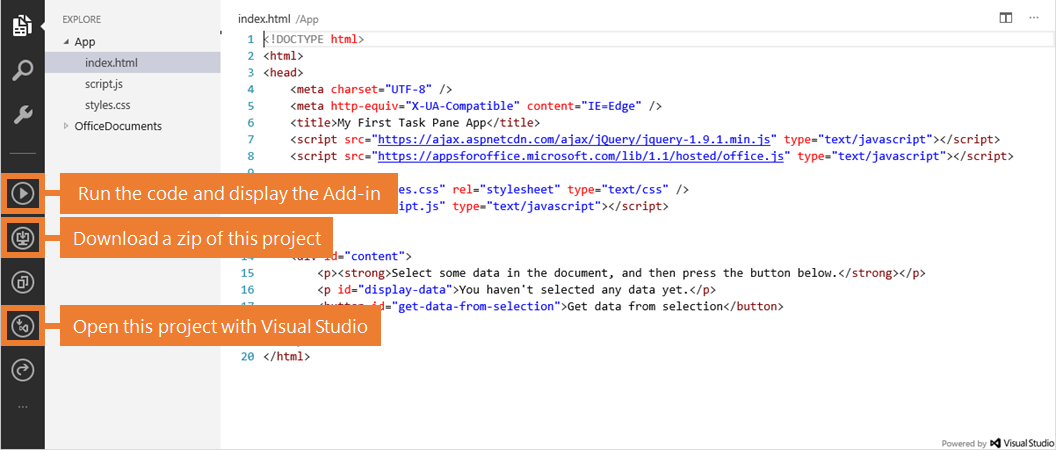 EXPLORE
App
index.html
script.js
styles.css
OfficeDocuments
Run the code and display the Add-in
Download a zip of this project
Open this project with Visual Studio
index.html /App
1 <!DOCTYPE html>
2 <html>
3 <head>
4 <meta charset="UTF-8" />
5 <meta http-equiv="X-UA-Compatible" content="IE=Edge" />
6 <title>My First Task Pane App</title>
7 <script src="https://ajax.aspnetcdn.com/ajax/jQuery/jquery-1.9.1.min.js" type="text/javascript"></script>
8 <script src="https://appsforoffice.microsoft.com/lib/1.1/hosted/office.js" type="text/javascript"></script>
es.css" rel="stylesheet" type="text/css" />
ipt.js" type="text/javascript"></script>
id="content">
15 <p><strong>Select some data in the document, and then press the button below.</strong></p>
16 <p id="display-data">You haven't selected any data yet.</p>
id="get-data-from-selection">Get data from selection</button>
20 </html>
Powered by Visual Studio